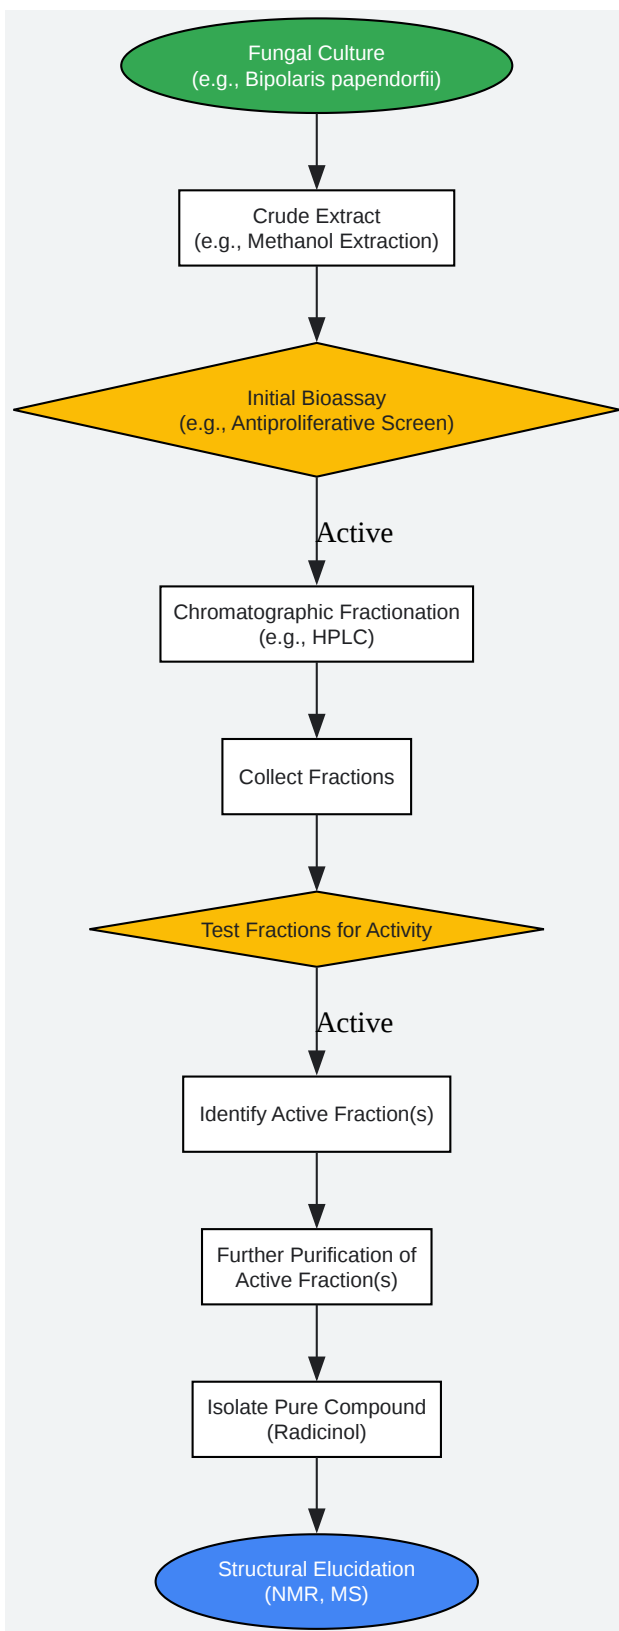 Fungal Culture
(e.g., Bipolaris papendorfii)
Crude Extract
(e.g., Methanol Extraction)
Initial Bioassay
(e.g., Antiproliferative Screen)
Active
Chromatographic Fractionation
(e.g., HPLC)
Collect Fractions
Test Fractions for Activity
Active
Identify Active Fraction(s)
Further Purification of
Active Fraction(s)
Isolate Pure Compound
(Radicinol)
Structural Elucidation
(NMR, MS)